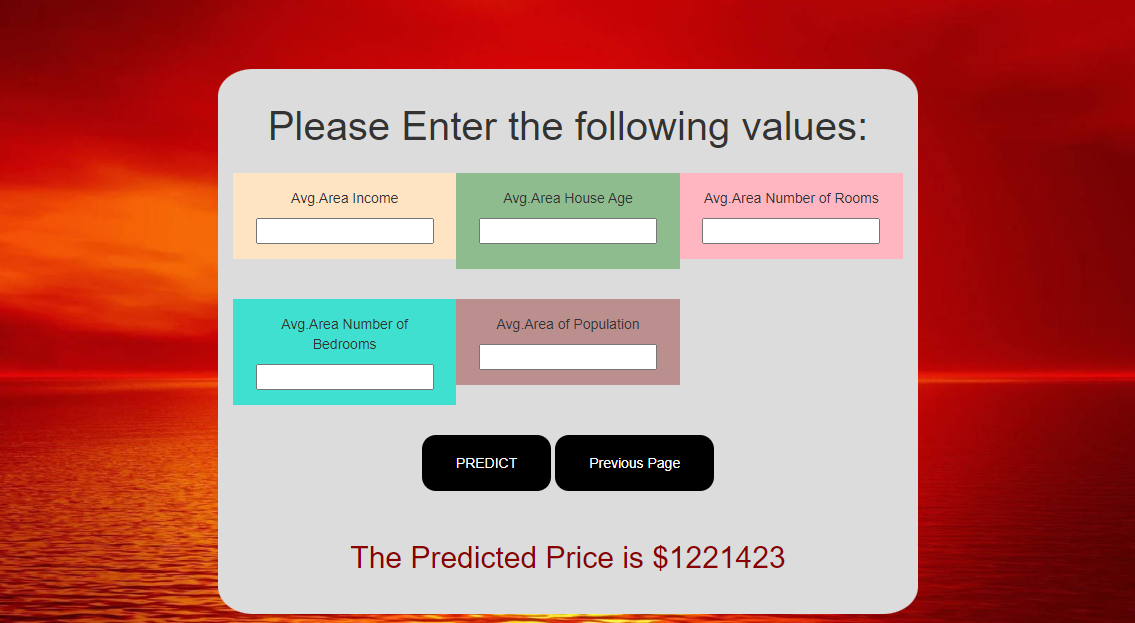 Please Enter the following values:
Avg.Area Income
Avg.Area House Age
Avg.Area Number of Rooms
Avg.Area Number of
Bedrooms
Avg.Area of Population
PREDICT
Previous Page
The Predicted Price is $1221423